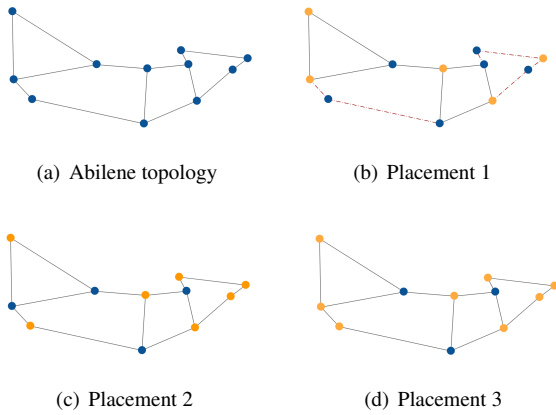 (a) Abilene topology
(b) Placement 1
(c) Placement 2
(d) Placement 3